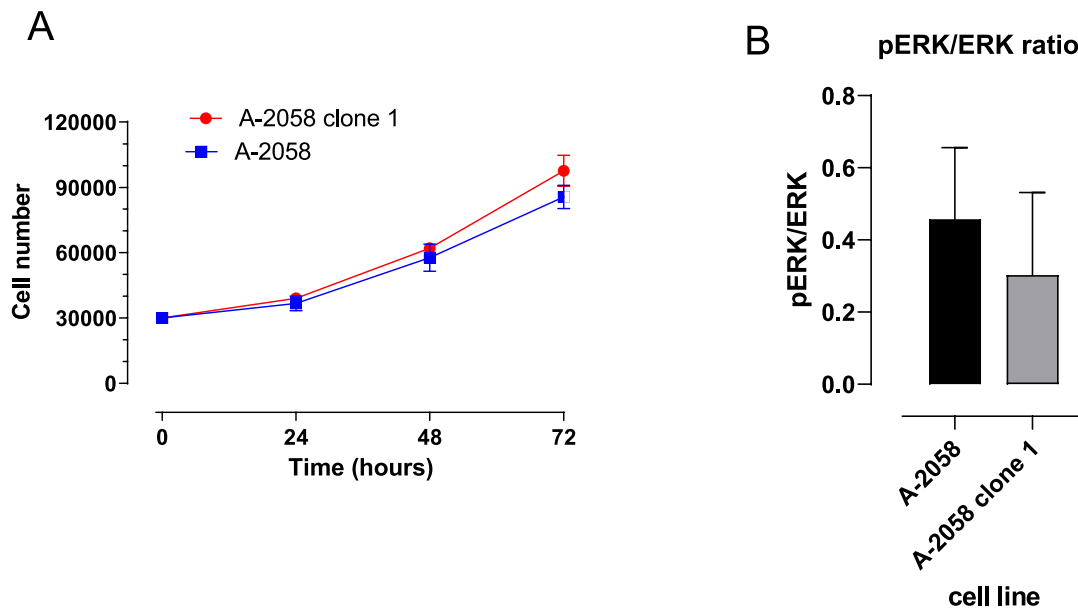 A
A-2058 clone 1
A-2058
Cell number
120000
90000
60000
30000
0
0 24 48 72
Time (hours)
B
pERK/ERK ratio
pERK/ERK
0.8
0.6
0.4
0.2
0.0
A-2058
A-2058 clone 1
cell line